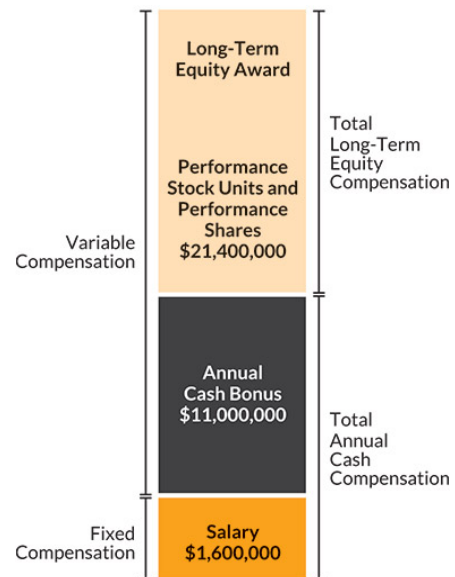 Long-Term
Equity Award
Total
Long-Term
Equity
Compensation
Performance
Stock Units and
Performance
Shares
$21,400,000
Variable
Compensation
Annual
Cash Bonus
$11,000,000
Total
Annual
Cash
Compensation
Fixed
Compensation
Salary
$1,600,000